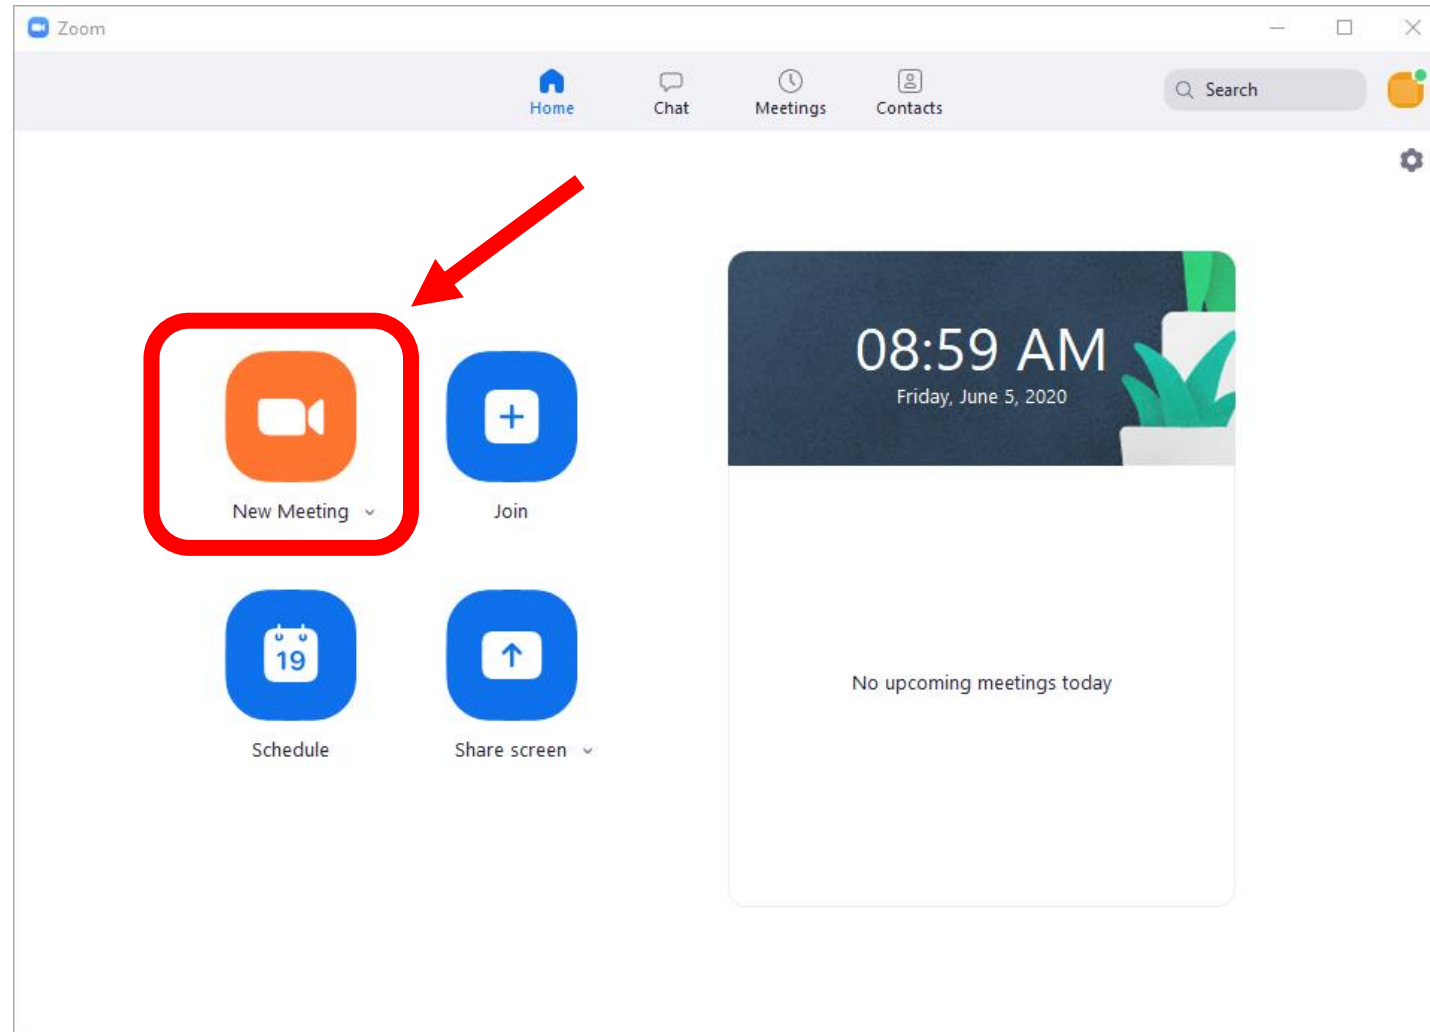 Zoom
Home
Chat
Meetings
Contacts
Search
08:59 AM
Friday, June 5, 2020
New Meeting
Join
19
Schedule
Share screen
No upcoming meetings today